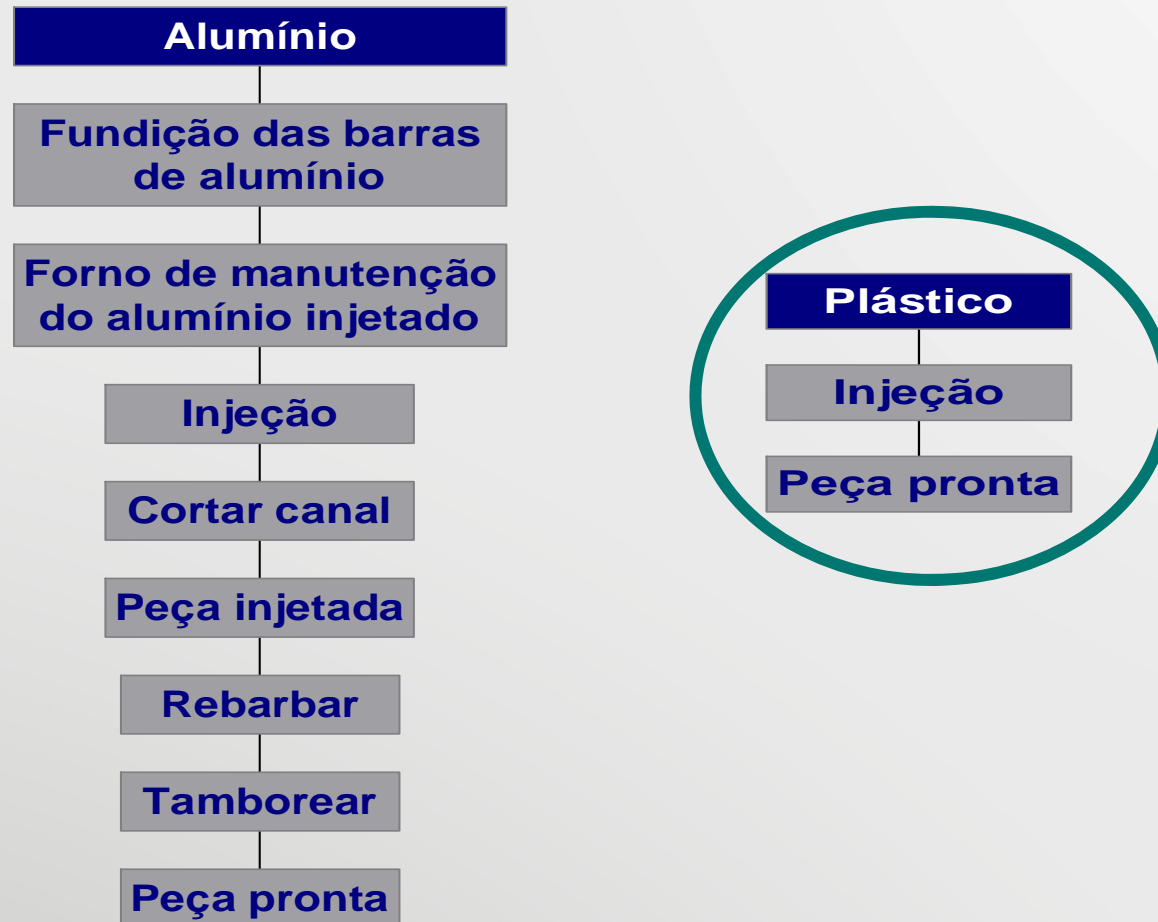 Alumínio
Fundição das barras
de alumínio
Forno de manutenção
do alumínio injetado
Injeção
Cortar canal
Peça injetada
Rebarbar
Tamborear
Peça pronta
Plástico
Injeção
Peça pronta